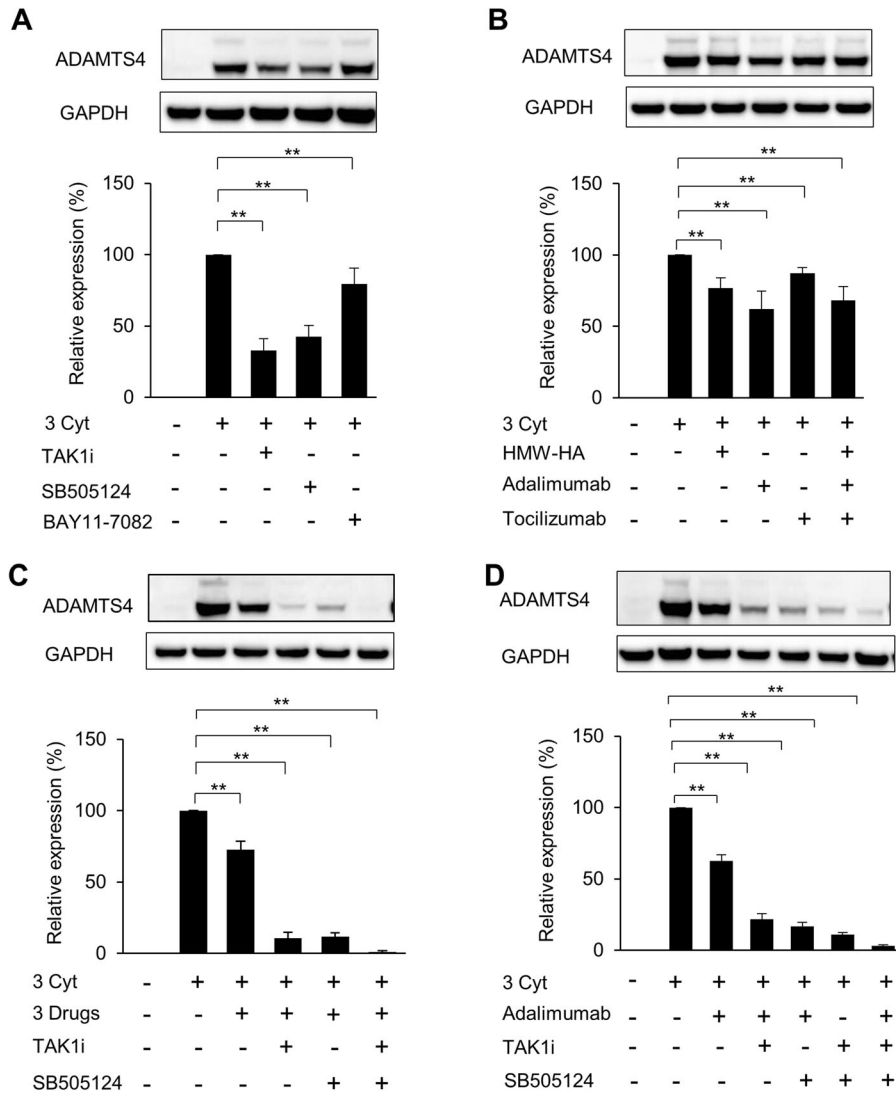 A
ADAMTS4
GAPDH
**
**
**
Relative expression (%)
150
100
50
0
3 Cyt - + + + +
TAK1i - - + - -
SB505124 - - - + -
BAY11-7082 - - - - +
B
ADAMTS4
GAPDH
**
**
**
**
Relative expression (%)
150
100
50
0
3 Cyt - + + + + +
HMW-HA - - + - - +
Adalimumab - - - + - +
Tocilizumab - - - - + +
C
ADAMTS4
GAPDH
**
**
**
**
Relative expression (%)
150
100
50
0
3 Cyt - + + + + +
3 Drugs - - + + + +
TAK1i - - - + - +
SB505124 - - - - + +
D
ADAMTS4
GAPDH
**
**
**
**
**
Relative expression (%)
150
100
50
0
3 Cyt - + + + + + +
Adalimumab - - + + + - +
TAK1i - - - + - + +
SB505124 - - - - + + +